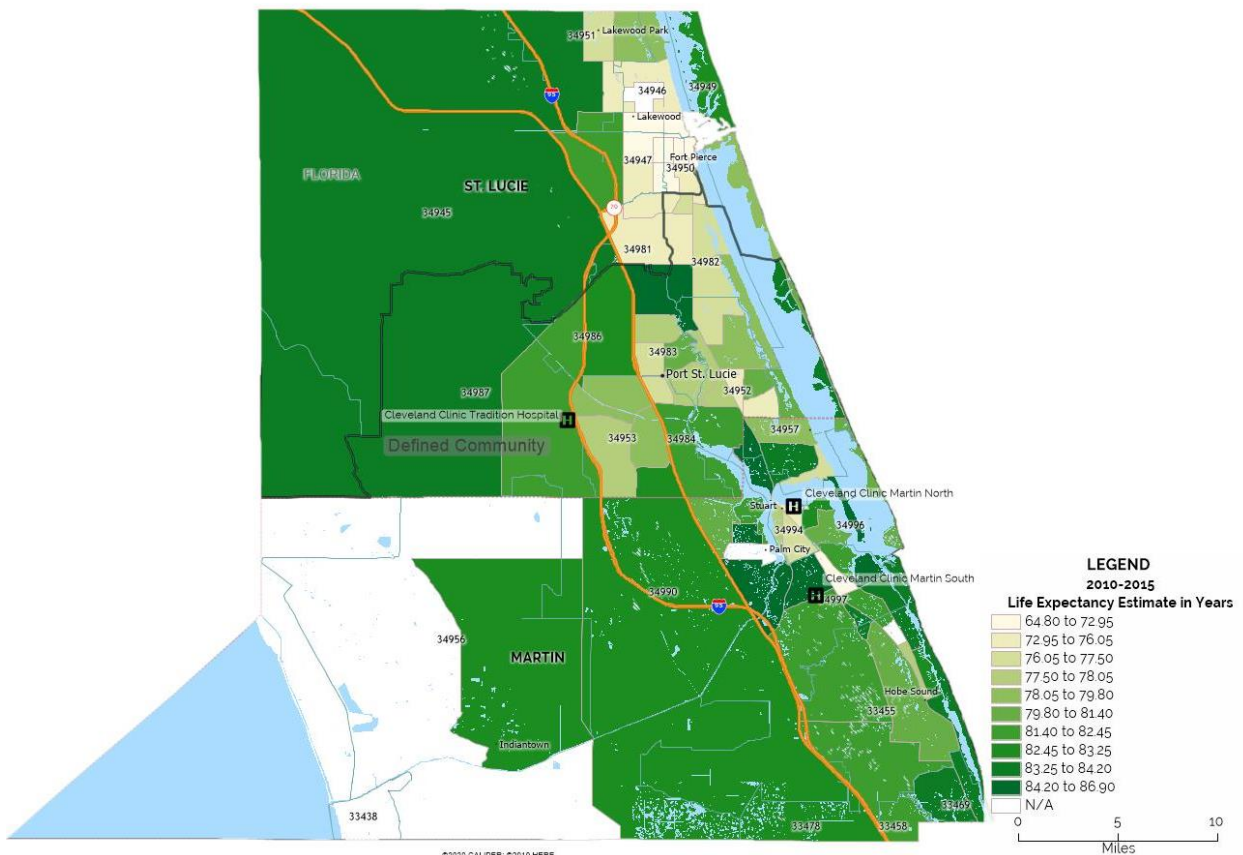 34951
Lakewood Park
95
34946
34949
Lakewood
34947
Fort Pierce
34950
FLORIDA
ST. LUCIE
34945
70
34981
34982
34986
34983
Port St. Lucie
34987
34952
Cleveland Clinic Tradition Hospital
H
34957
34953
34984
Defined Community
Cleveland Clinic Martin North
Stuart
H
34994
34996
Palm City
Cleveland Clinic Martin South
34990
H
4997
95
34956
MARTIN
Hobe Sound
33455
Indiantown
33438
33478
33458
33469
LEGEND
2010-2015
Life Expectancy Estimate in Years
64.80 to 72.95
72.95 to 76.05
76.05 to 77.50
77.50 to 78.05
78.05 to 79.80
79.80 to 81.40
81.40 to 82.45
82.45 to 83.25
83.25 to 84.20
84.20 to 86.90
N/A
0 5 10
Miles